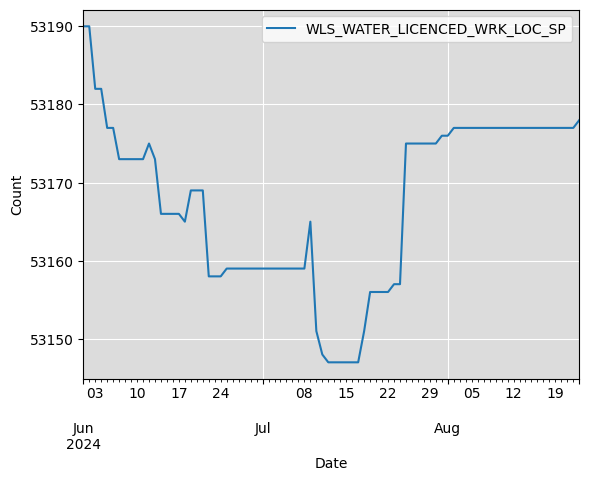 WLS_WATER_LICENCED_WRK_LOC_SP
53190
53180
53170
53160
53150
Count
03 10 17 24 08 15 22 29 05 12 19
Jun Jul Aug
2024
Date